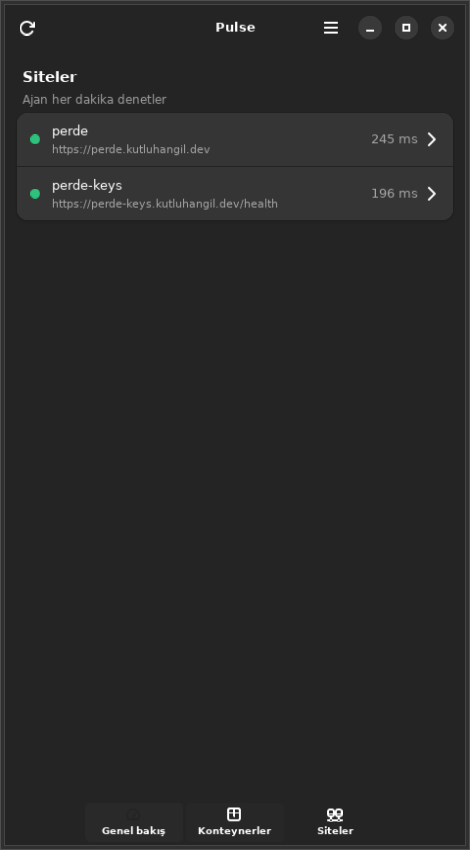 Pulse
Siteler
Ajan her dakika denetler
perde
https://perde.kutluhangil.dev
245 ms
perde-keys
https://perde-keys.kutluhangil.dev/health
196 ms
Genel bakış
Konteynerler
Siteler